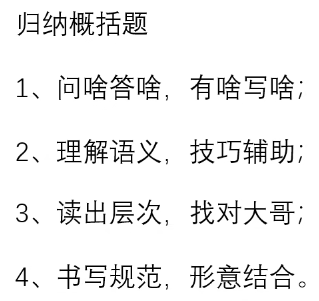 归纳概括题
1、问啥答啥，有啥写啥；
2、理解语义，技巧辅助；
3、读出层次，找对大哥；
4、书写规范，形意结合。